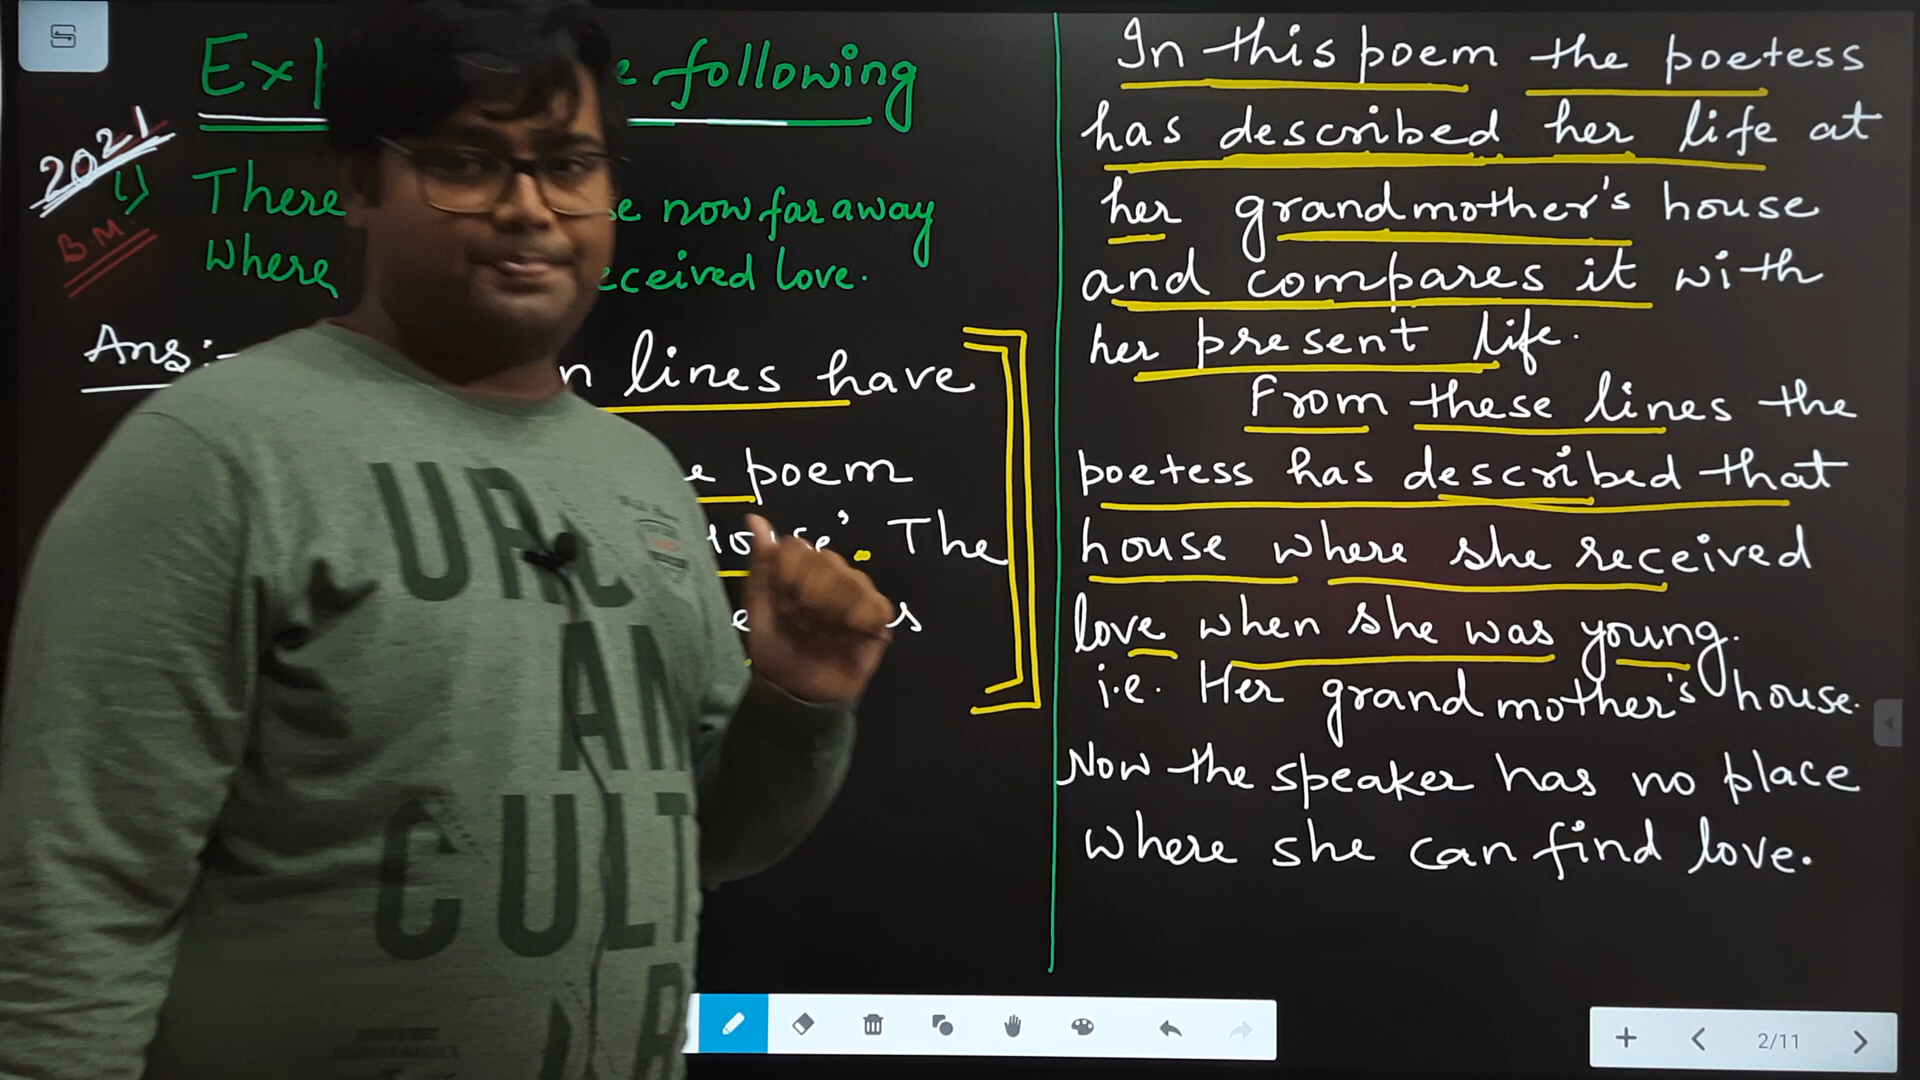 following
2021
1)
B.M.
There now far away
Where received love.
Ans:-
lines have
poem
House'. The
In this poem the poetess
has described her life at
her grandmother's house
and compares it with
her present life.
From these lines the
poetess has described that
house where she received
love when she was young.
i.e. Her grandmother's house.
Now the speaker has no place
where she can find love.
AN
2/11